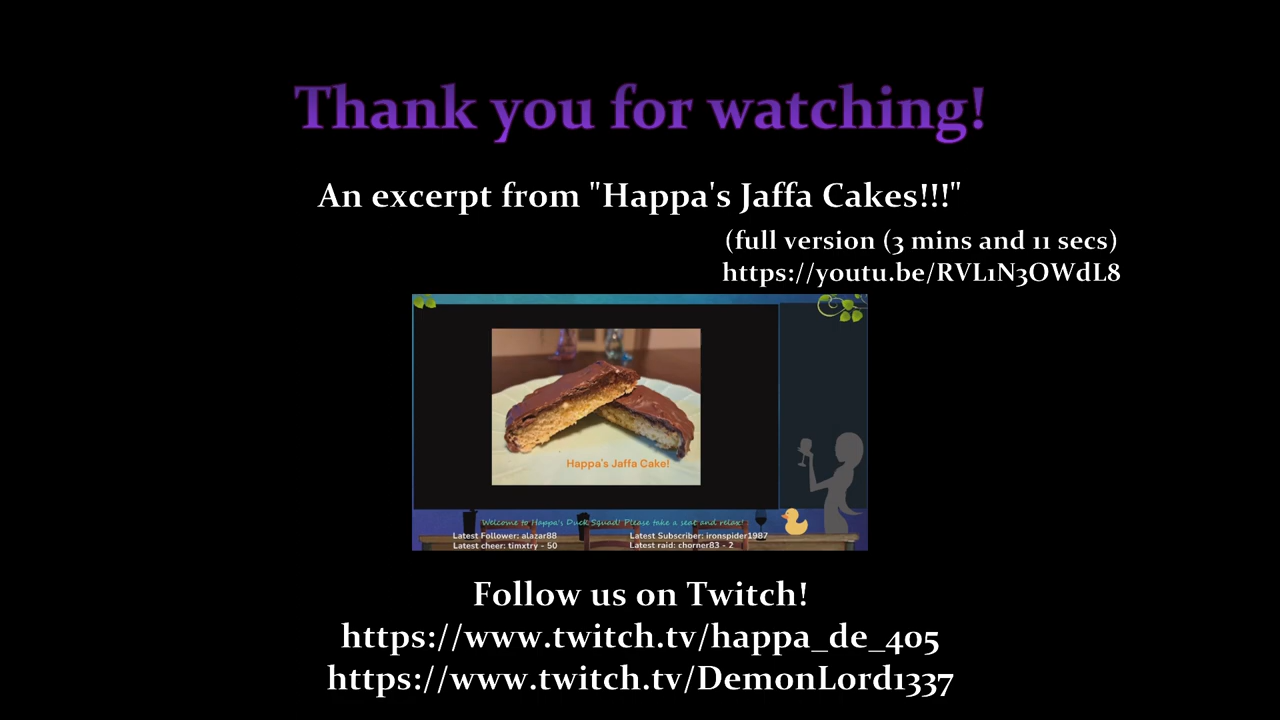 Thank you for watching!
An excerpt from "Happa's Jaffa Cakes!!!"
(full version (3 mins and 11 secs)
https://youtu.be/RVL1N3OWdL8
Happa's Jaffa Cake!
Welcome to Happa's Duck Squad! Please take a seat and relax!
Latest Follower: alazar88
Latest Subscriber: ironspider1987
Latest cheer: timxtry - 50
Latest raid: chorner83 - 2
Follow us on Twitch!
https://www.twitch.tv/happa_de_405
https://www.twitch.tv/DemonLord1337